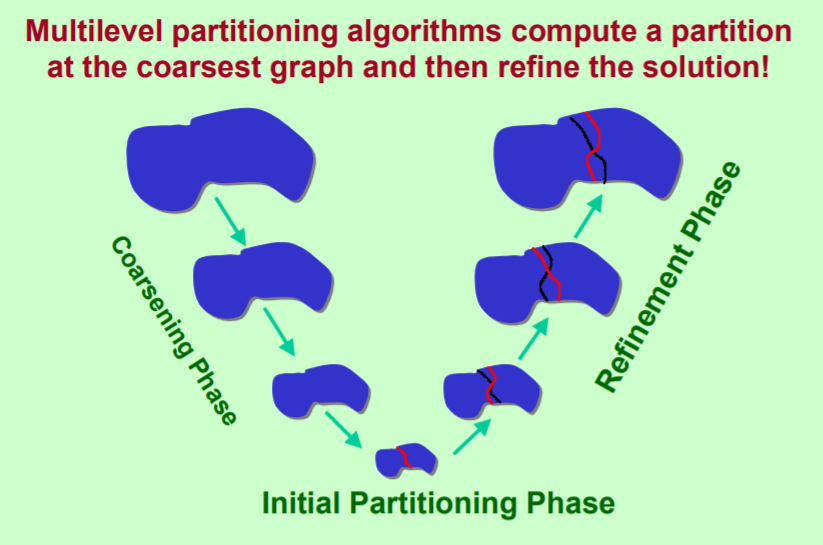 Multilevel partitioning algorithms compute a partition
at the coarsest graph and then refine the solution!
Coarsening Phase
Refinement Phase
Initial Partitioning Phase